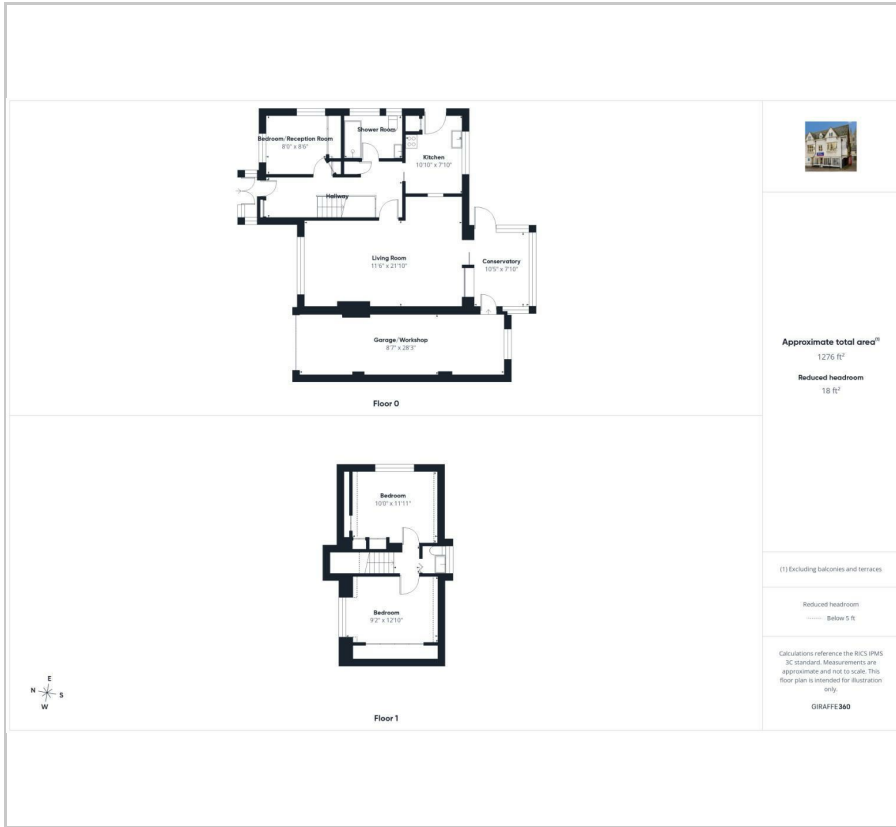 Bedroom/Reception Room
8'0" x 8'6"
Shower Room
Kitchen
10'10" x 7'10"
Hallway
Living Room
11'6" x 21'10"
Conservatory
10'5" x 7'10"
Garage/Workshop
8'7" x 28'3"
Floor 0
Bedroom
10'0" x 11'11"
Bedroom
9'2" x 12'10"
Floor 1
E
N
S
W
Approximate total area(1)
1276 ft²
Reduced headroom
18 ft²
(1) Excluding balconies and terraces
Reduced headroom
Below 5 ft
Calculations reference the RICS IPMS
3C standard. Measurements are
approximate and not to scale. This
floor plan is intended for illustration
only.
GIRAFFE360